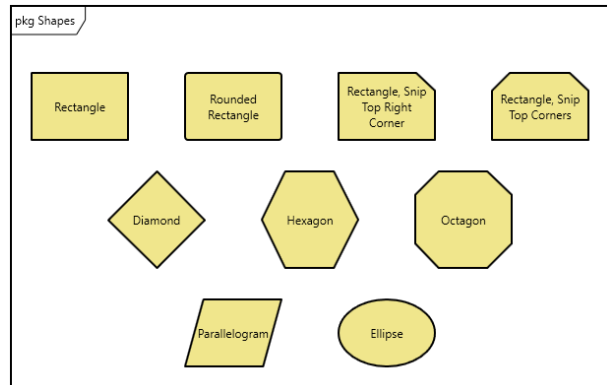 pkg Shapes
Rectangle
Rounded
Rectangle
Rectangle, Snip
Top Right
Corner
Rectangle, Snip
Top Corners
Diamond
Hexagon
Octagon
Parallelogram
Ellipse